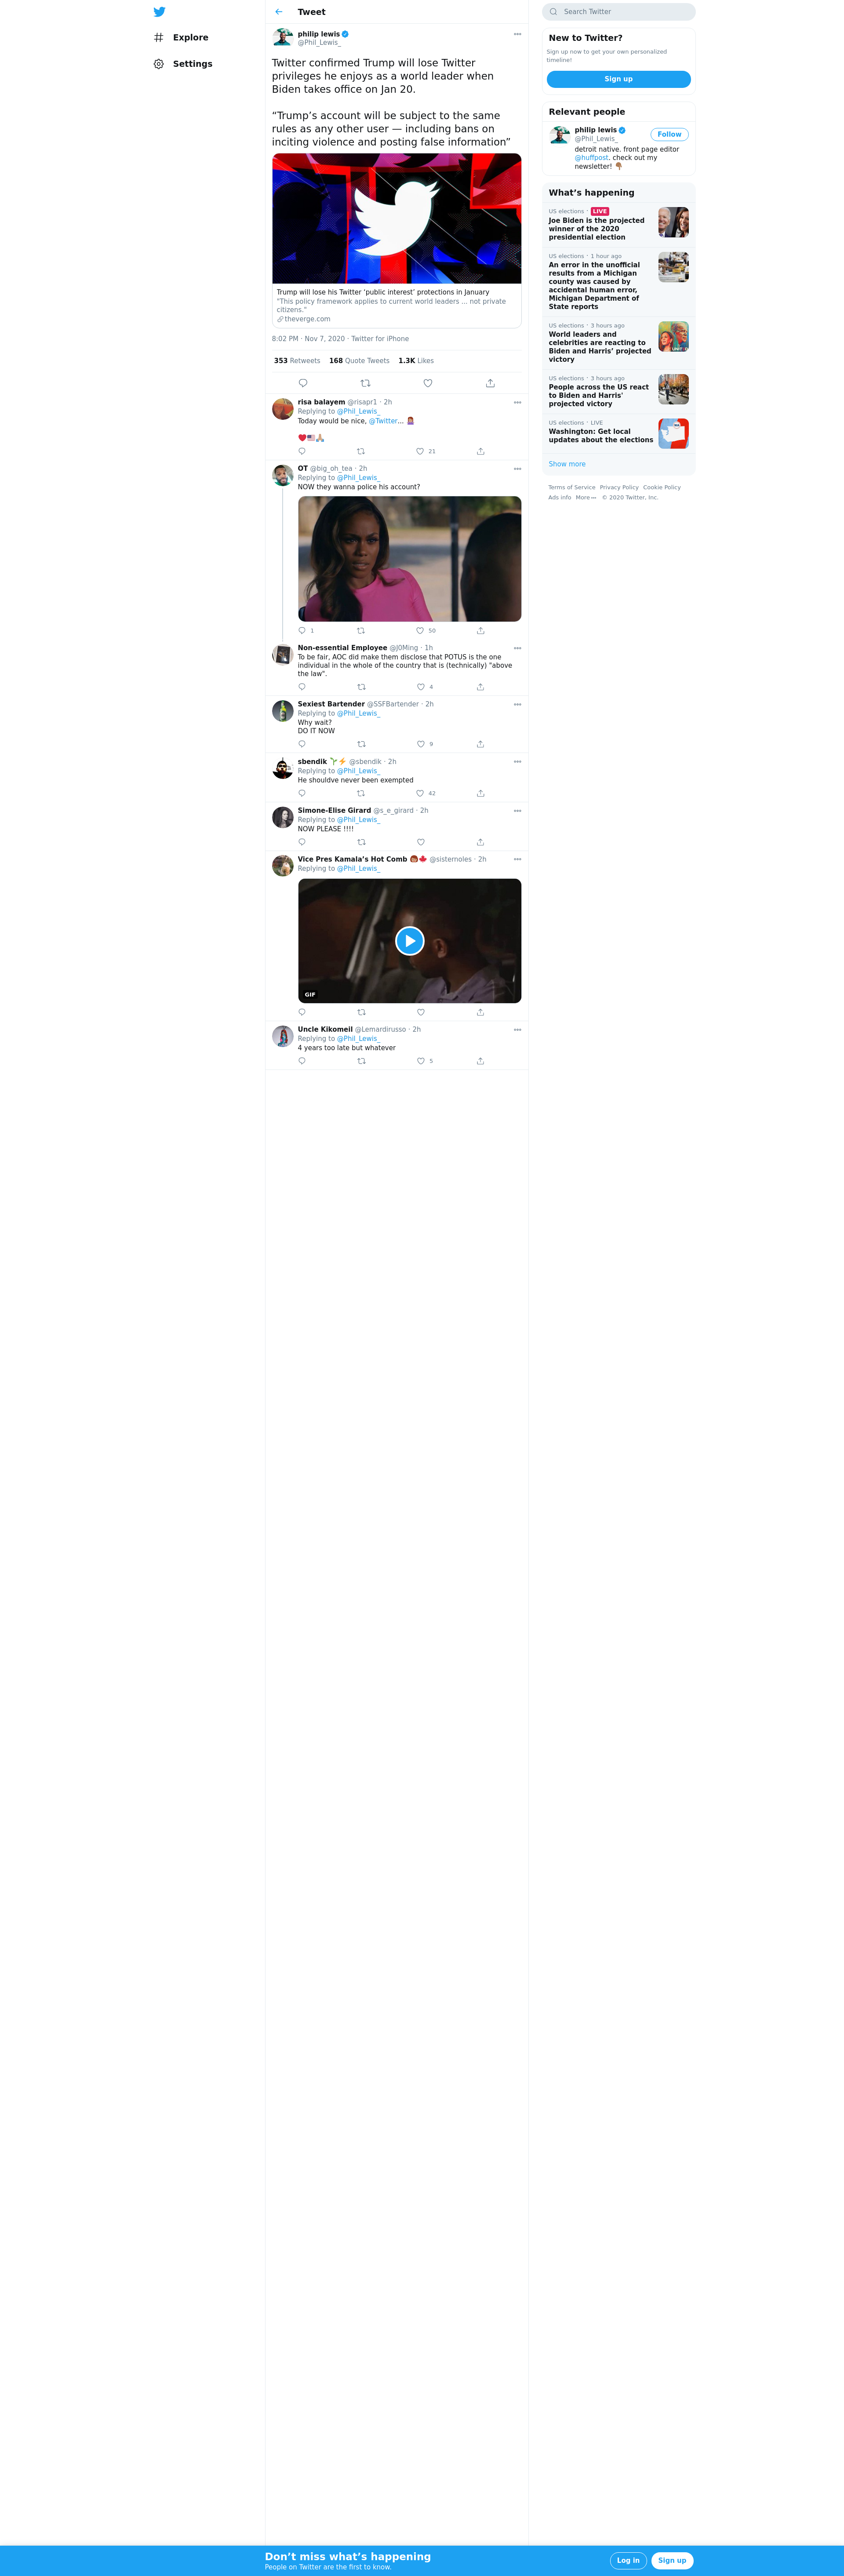 Explore
Settings
Tweet
philip lewis
@Phil_Lewis_
Twitter confirmed Trump will lose Twitter
privileges he enjoys as a world leader when
Biden takes office on Jan 20.
“Trump’s account will be subject to the same
rules as any other user — including bans on
inciting violence and posting false information”
Trump will lose his Twitter ‘public interest’ protections in January
"This policy framework applies to current world leaders ... not private
citizens."
theverge.com
8:02 PM · Nov 7, 2020 · Twitter for iPhone
353 Retweets 168 Quote Tweets 1.3K Likes
risa balayem @risapr1 · 2h
Replying to @Phil_Lewis_
Today would be nice, @Twitter...
21
OT @big_oh_tea · 2h
Replying to @Phil_Lewis_
NOW they wanna police his account?
1 50
Non-essential Employee @J0Ming · 1h
To be fair, AOC did make them disclose that POTUS is the one
individual in the whole of the country that is (technically) "above
the law".
4
Sexiest Bartender @SSFBartender · 2h
Replying to @Phil_Lewis_
Why wait?
DO IT NOW
9
sbendik @sbendik · 2h
Replying to @Phil_Lewis_
He shouldve never been exempted
42
Simone-Elise Girard @s_e_girard · 2h
Replying to @Phil_Lewis_
NOW PLEASE !!!!
Vice Pres Kamala’s Hot Comb @sisternoles · 2h
Replying to @Phil_Lewis_
GIF
Uncle Kikomeil @Lemardirusso · 2h
Replying to @Phil_Lewis_
4 years too late but whatever
5
Search Twitter
New to Twitter?
Sign up now to get your own personalized
timeline!
Sign up
Relevant people
philip lewis
@Phil_Lewis_
Follow
detroit native. front page editor
@huffpost. check out my
newsletter!
What’s happening
US elections · LIVE
Joe Biden is the projected
winner of the 2020
presidential election
US elections · 1 hour ago
An error in the unofficial
results from a Michigan
county was caused by
accidental human error,
Michigan Department of
State reports
US elections · 3 hours ago
World leaders and
celebrities are reacting to
Biden and Harris’ projected
victory
US elections · 3 hours ago
People across the US react
to Biden and Harris'
projected victory
US elections · LIVE
Washington: Get local
updates about the elections
Show more
Terms of Service Privacy Policy Cookie Policy
Ads info More © 2020 Twitter, Inc.
Don’t miss what’s happening
People on Twitter are the first to know.
Log in
Sign up